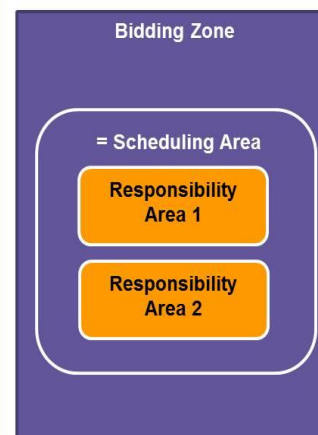 Bidding Zone
= Scheduling Area
Responsibility
Area 1
Responsibility
Area 2